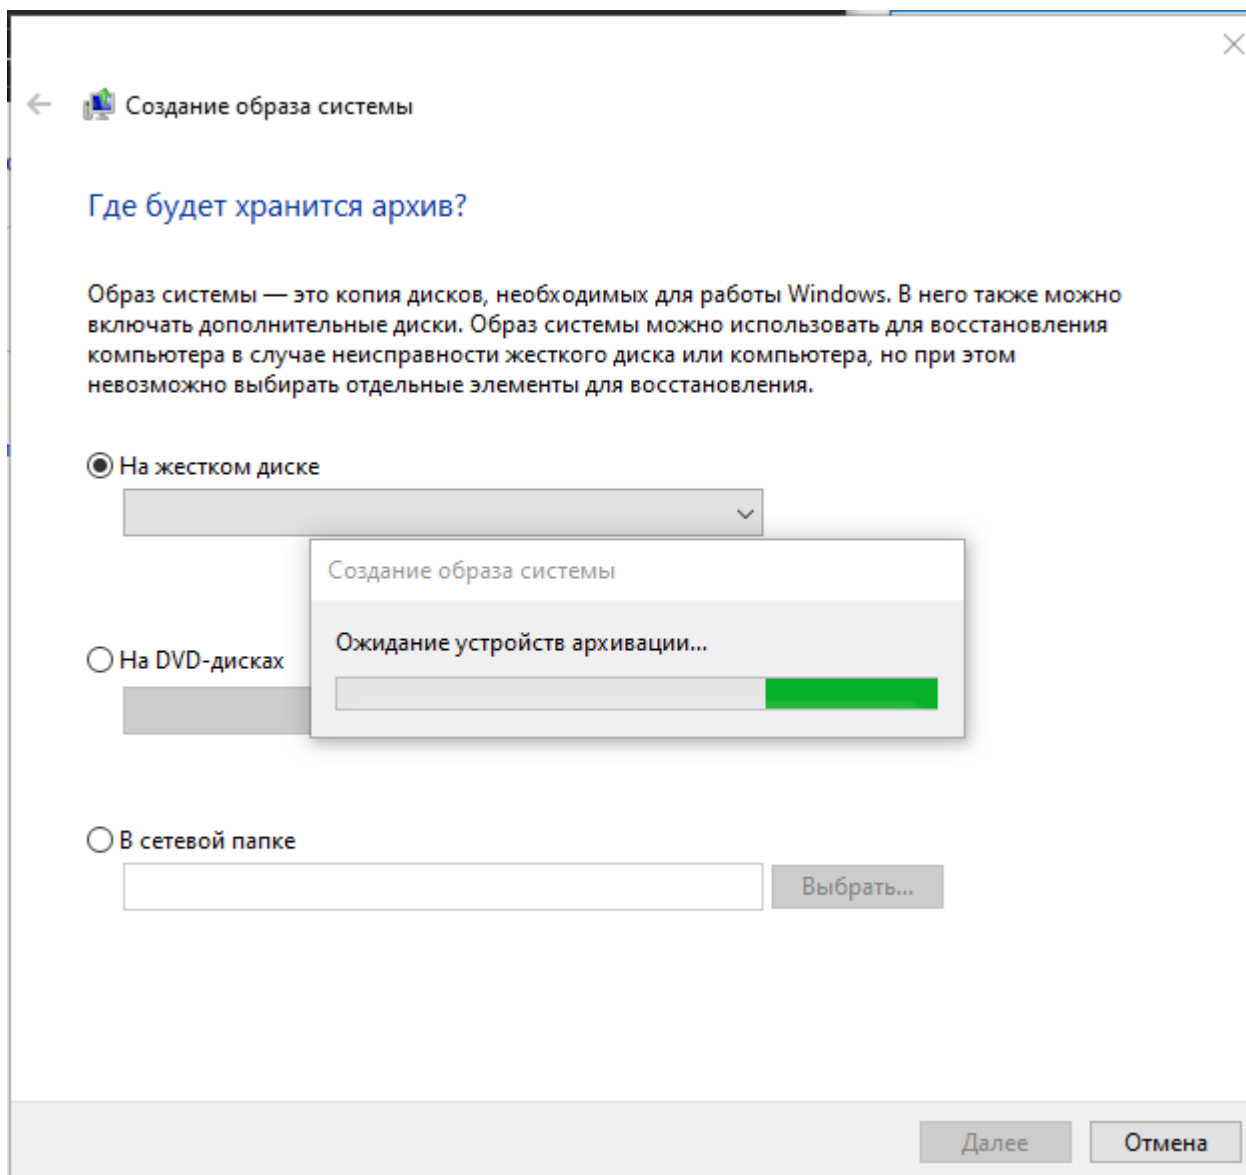 Создание образа системы
Где будет хранится архив?
Образ системы — это копия дисков, необходимых для работы Windows. В него также можно
включать дополнительные диски. Образ системы можно использовать для восстановления
компьютера в случае неисправности жесткого диска или компьютера, но при этом
невозможно выбирать отдельные элементы для восстановления.
На жестком диске
Создание образа системы
Ожидание устройств архивации...
На DVD-дисках
В сетевой папке
Выбрать...
Далее
Отмена